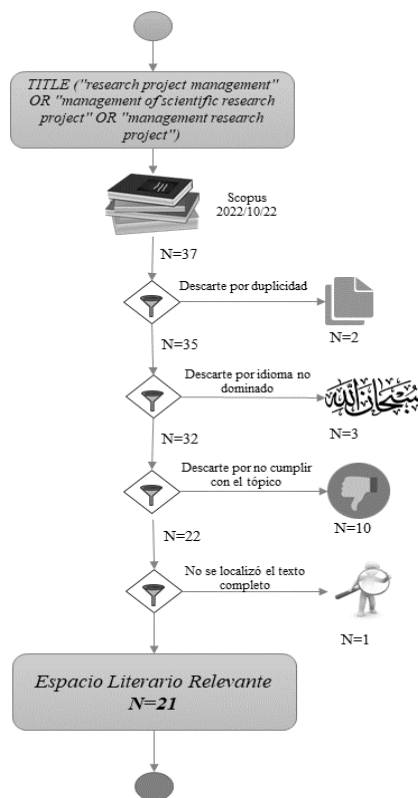 TITLE ("research project management"
OR "management of scientific research
project" OR "management research
project")
Scopus
2022/10/22
N=37
Descarte por duplicidad
N=2
N=35
Descarte por idioma no
dominado
سبحان الله
N=3
N=32
Descarte por no cumplir
con el tópico
N=10
N=22
No se localizó el texto
completo
N=1
Espacio Literario Relevante
N=21